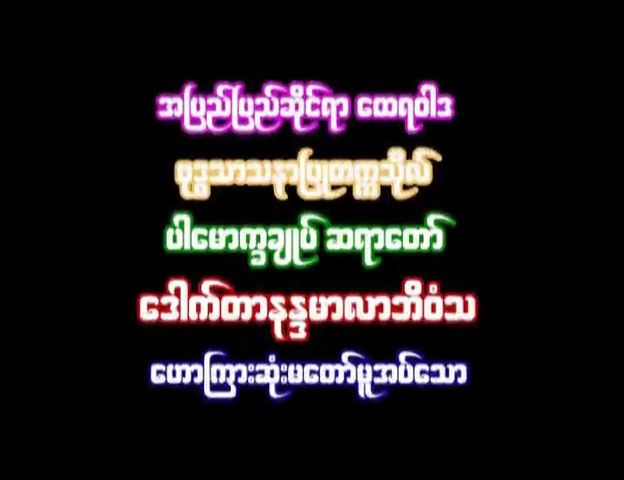 အပြည်ပြည်ဆိုင်ရာ ထေရဝါဒ
ဗုဒ္ဓသာသနာပြုတက္ကသိုလ်
ပါမောက္ခချုပ် ဆရာတော်
ဒေါက်တာနန္ဒမာလာဘိဝံသ
ဟောကြားဆုံးမတော်မူအပ်သော